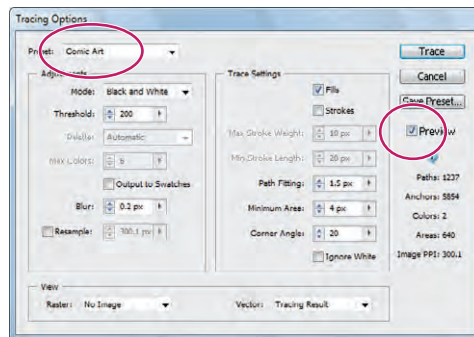 Tracing Options
Preset: Comic Art
Trace
Adjustments
Mode: Black and White
Threshold: 200
Palette: Automatic
Max Colors: 6
Output to Swatches
Blur: 0.2 px
Resample: 300.1 px
Trace Settings
Fills
Strokes
Max Stroke Weight: 10 px
Min Stroke Length: 20 px
Path Fitting: 1.5 px
Minimum Area: 4 px
Corner Angle: 20
Ignore White
Cancel
Save Preset...
Preview
Paths: 1237
Anchors: 5854
Colors: 2
Areas: 640
Image PPI: 300.1
View
Raster: No Image
Vector: Tracing Result